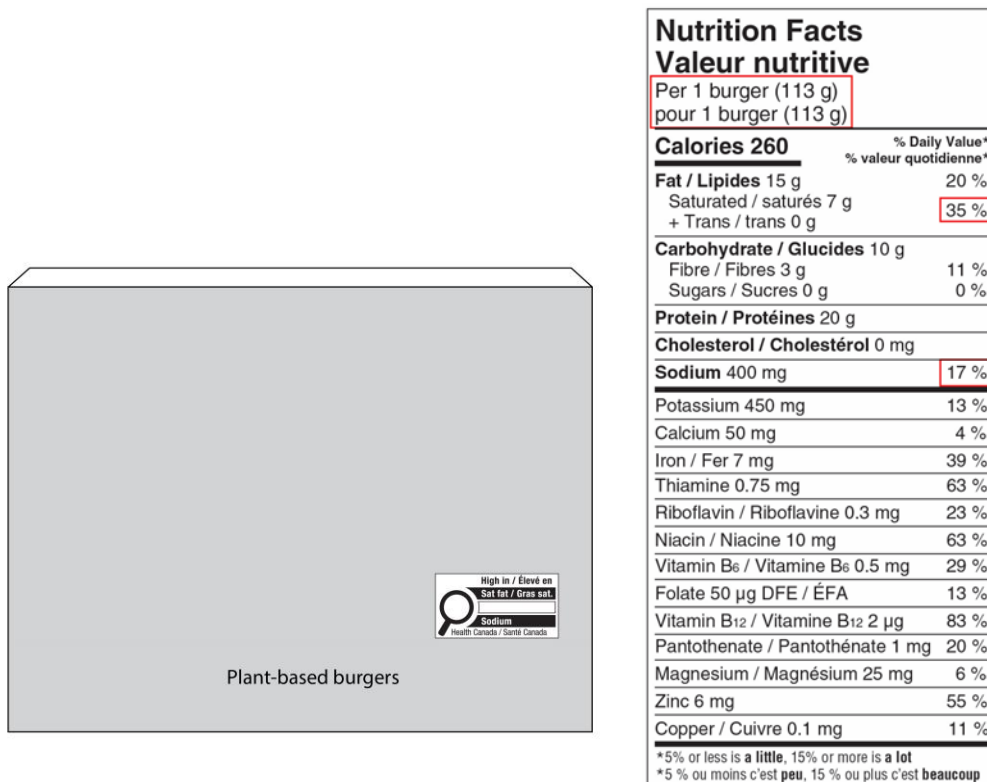 High in / Élevé en
Sat fat / Gras sat.
Sodium
Health Canada / Santé Canada
Plant-based burgers
Nutrition Facts
Valeur nutritive
Per 1 burger (113 g)
pour 1 burger (113 g)
Calories 260 % Daily Value*
% valeur quotidienne*
Fat / Lipides 15 g 20 %
Saturated / saturés 7 g
+ Trans / trans 0 g 35 %
Carbohydrate / Glucides 10 g
Fibre / Fibres 3 g 11 %
Sugars / Sucres 0 g 0 %
Protein / Protéines 20 g
Cholesterol / Cholestérol 0 mg
Sodium 400 mg 17 %
Potassium 450 mg 13 %
Calcium 50 mg 4 %
Iron / Fer 7 mg 39 %
Thiamine 0.75 mg 63 %
Riboflavin / Riboflavine 0.3 mg 23 %
Niacin / Niacine 10 mg 63 %
Vitamin B6 / Vitamine B6 0.5 mg 29 %
Folate 50 µg DFE / ÉFA 13 %
Vitamin B12 / Vitamine B12 2 µg 83 %
Pantothenate / Pantothénate 1 mg 20 %
Magnesium / Magnésium 25 mg 6 %
Zinc 6 mg 55 %
Copper / Cuivre 0.1 mg 11 %
*5% or less is a little, 15% or more is a lot
*5 % ou moins c'est peu, 15 % ou plus c'est beaucoup